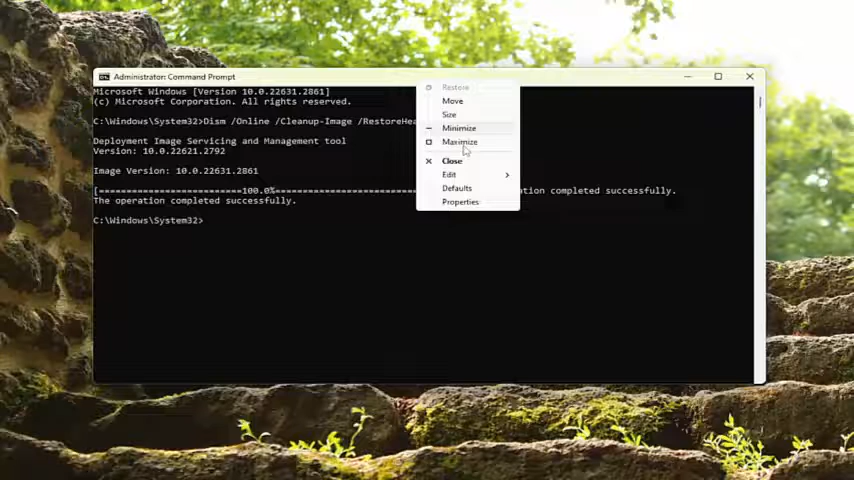 Administrator: Command Prompt
Microsoft Windows [Version 10.0.22631.2861]
(c) Microsoft Corporation. All rights reserved.
C:\Windows\System32>Dism /Online /Cleanup-Image /RestoreHea
Deployment Image Servicing and Management tool
Version: 10.0.22621.2792
Image Version: 10.0.22631.2861
[==========================100.0%========================== eration completed successfully.
The operation completed successfully.
C:\Windows\System32>
Restore
Move
Size
Minimize
Maximize
Close
Edit
Defaults
Properties